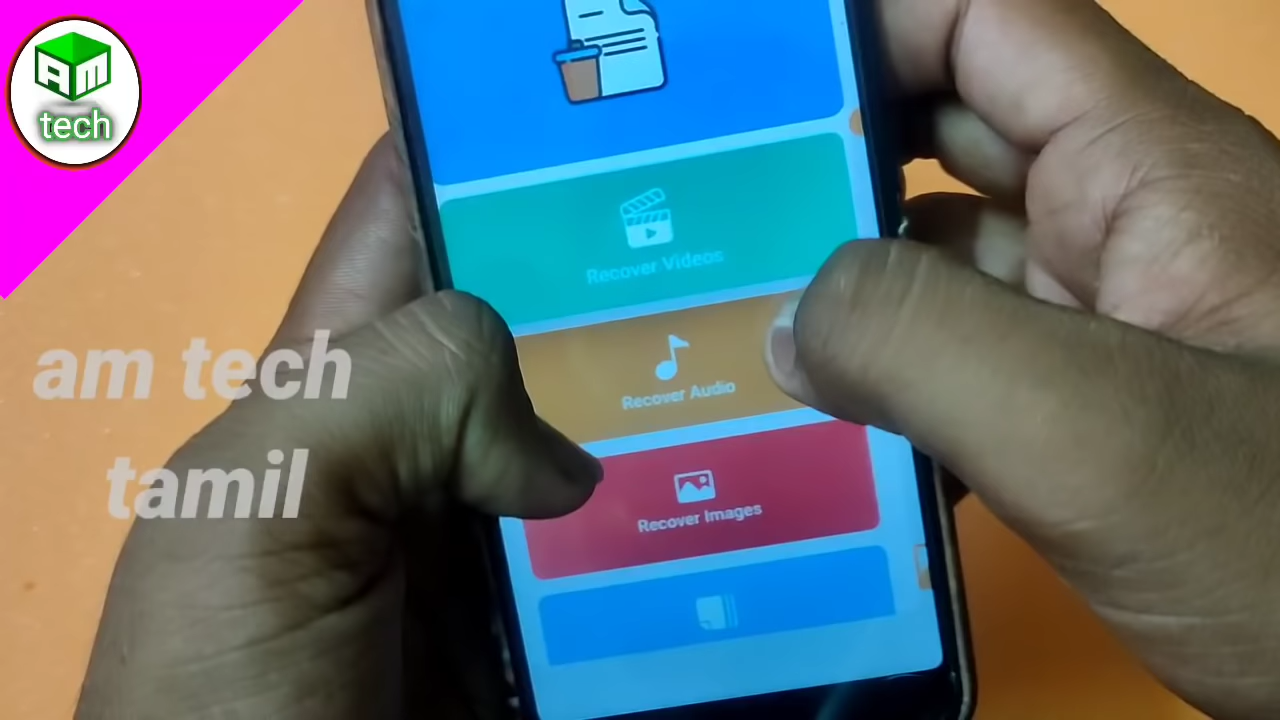 AM
tech
am tech
tamil
Recover Videos
Recover Audio
Recover Images